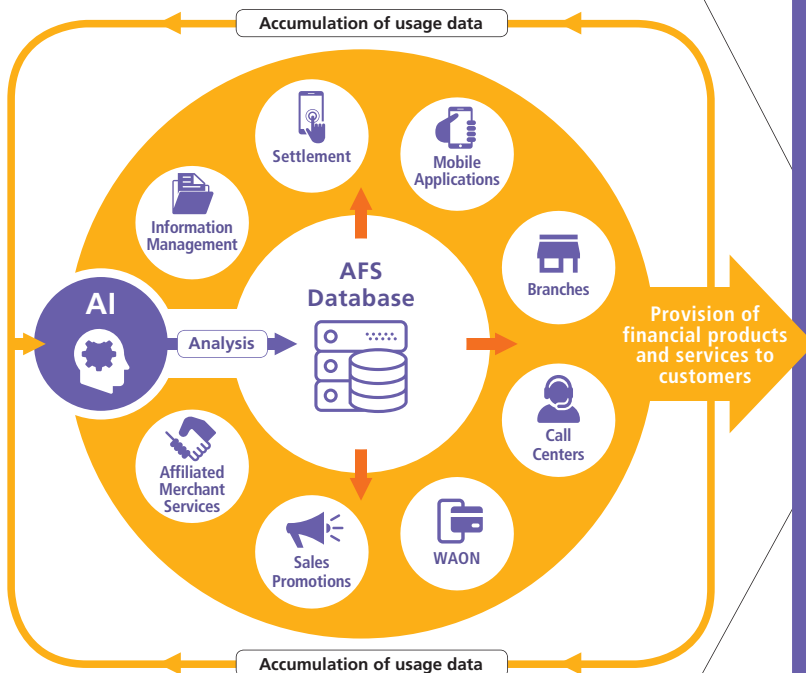 Accumulation of usage data
Settlement
Mobile
Applications
Information
Management
AFS
Database
Branches
AI
Analysis
Provision of
financial products
and services to
customers
Call
Centers
Affiliated
Merchant
Services
Sales
Promotions
WAON
Accumulation of usage data